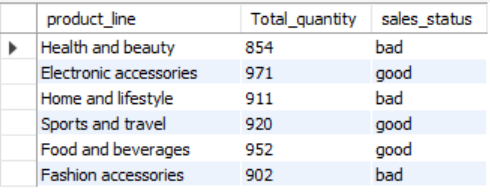 product_line Total_quantity sales_status
Health and beauty 854 bad
Electronic accessories 971 good
Home and lifestyle 911 bad
Sports and travel 920 good
Food and beverages 952 good
Fashion accessories 902 bad